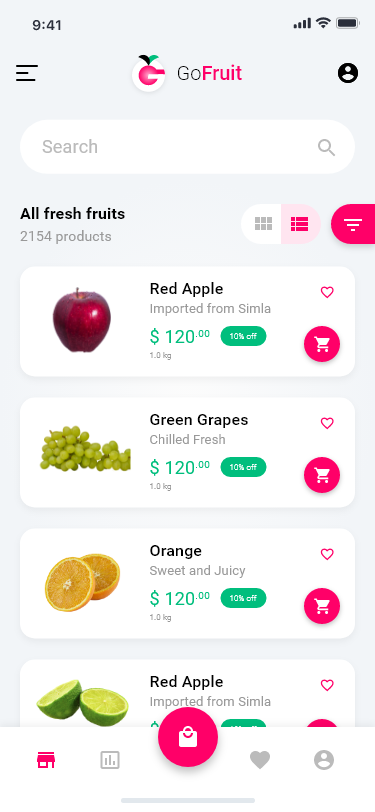 9:41
GoFruit
Search
All fresh fruits
2154 products
Red Apple
Imported from Simla
$ 120.00 10% off
1.0 kg
Green Grapes
Chilled Fresh
$ 120.00 10% off
1.0 kg
Orange
Sweet and Juicy
$ 120.00 10% off
1.0 kg
Red Apple
Imported from Simla